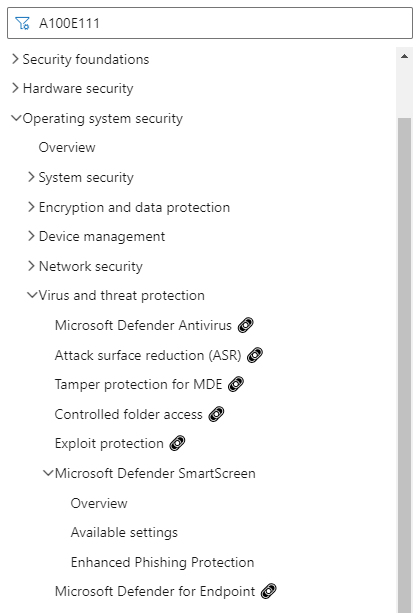 A100E111
Security foundations
Hardware security
Operating system security
Overview
System security
Encryption and data protection
Device management
Network security
Virus and threat protection
Microsoft Defender Antivirus
Attack surface reduction (ASR)
Tamper protection for MDE
Controlled folder access
Exploit protection
Microsoft Defender SmartScreen
Overview
Available settings
Enhanced Phishing Protection
Microsoft Defender for Endpoint